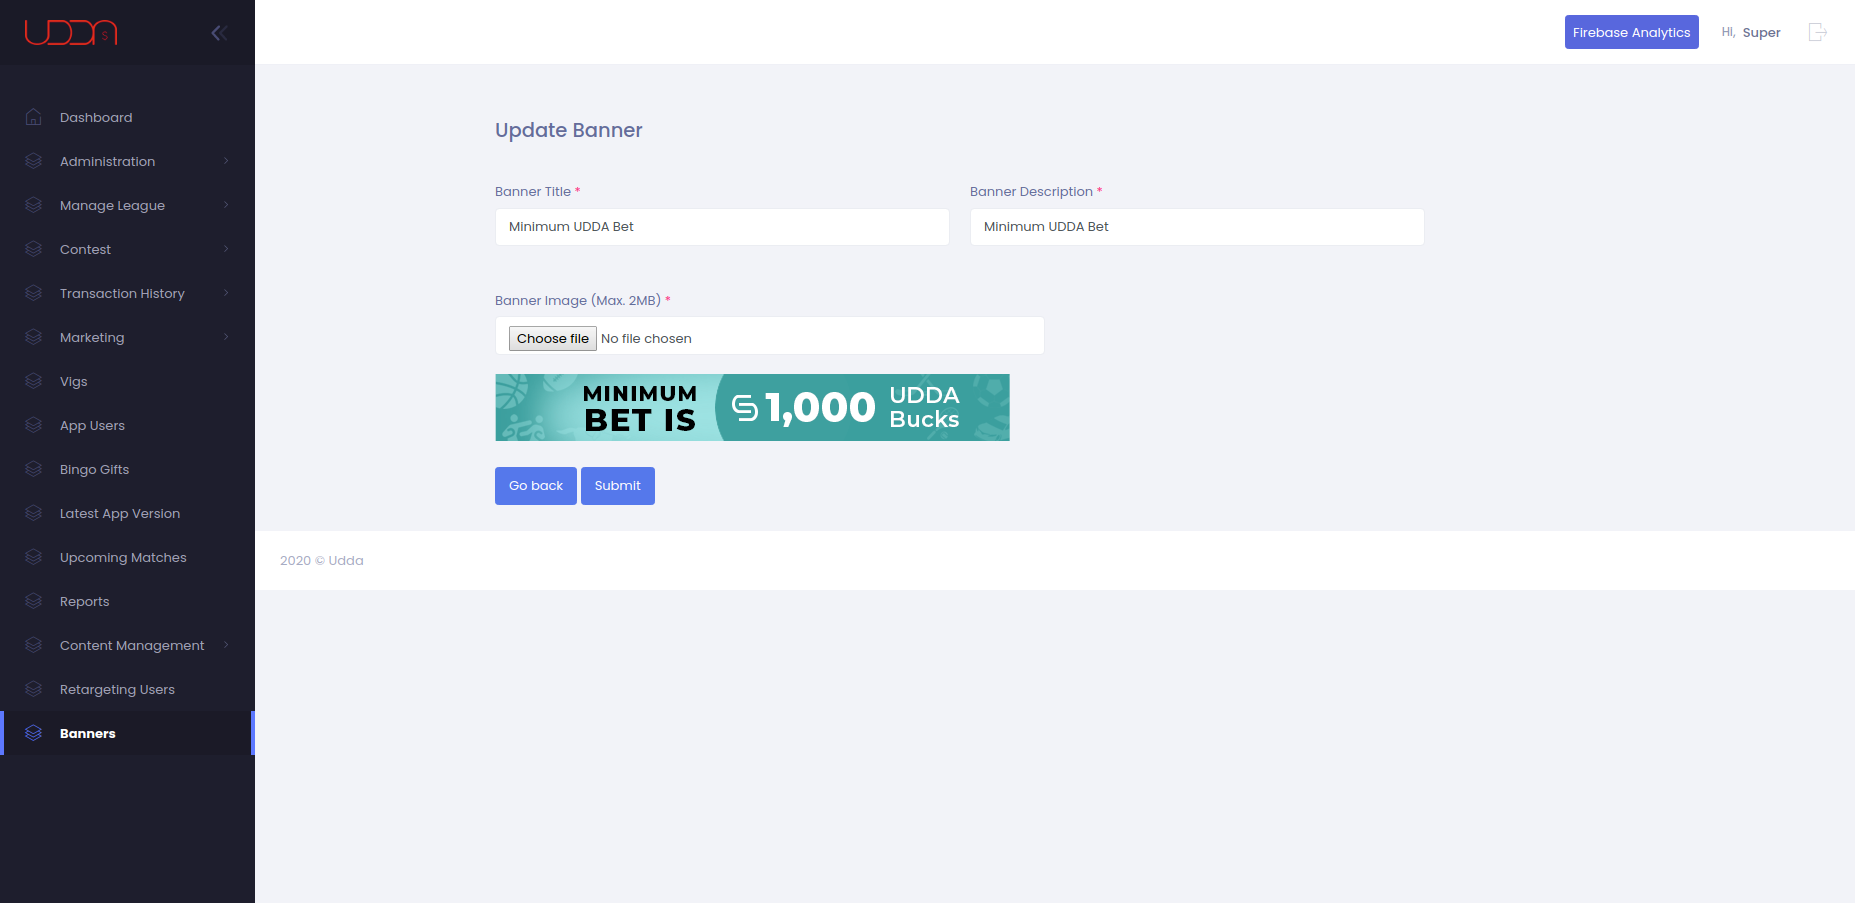 UDDA
Firebase Analytics
Hi, Super
Dashboard
Administration
Manage League
Contest
Transaction History
Marketing
Vigs
App Users
Bingo Gifts
Latest App Version
Upcoming Matches
Reports
Content Management
Retargeting Users
Banners
Update Banner
Banner Title *
Banner Description *
Minimum UDDA Bet
Minimum UDDA Bet
Banner Image (Max. 2MB) *
Choose file No file chosen
MINIMUM
BET IS
1,000
UDDA
Bucks
Go back
Submit
2020 © Udda